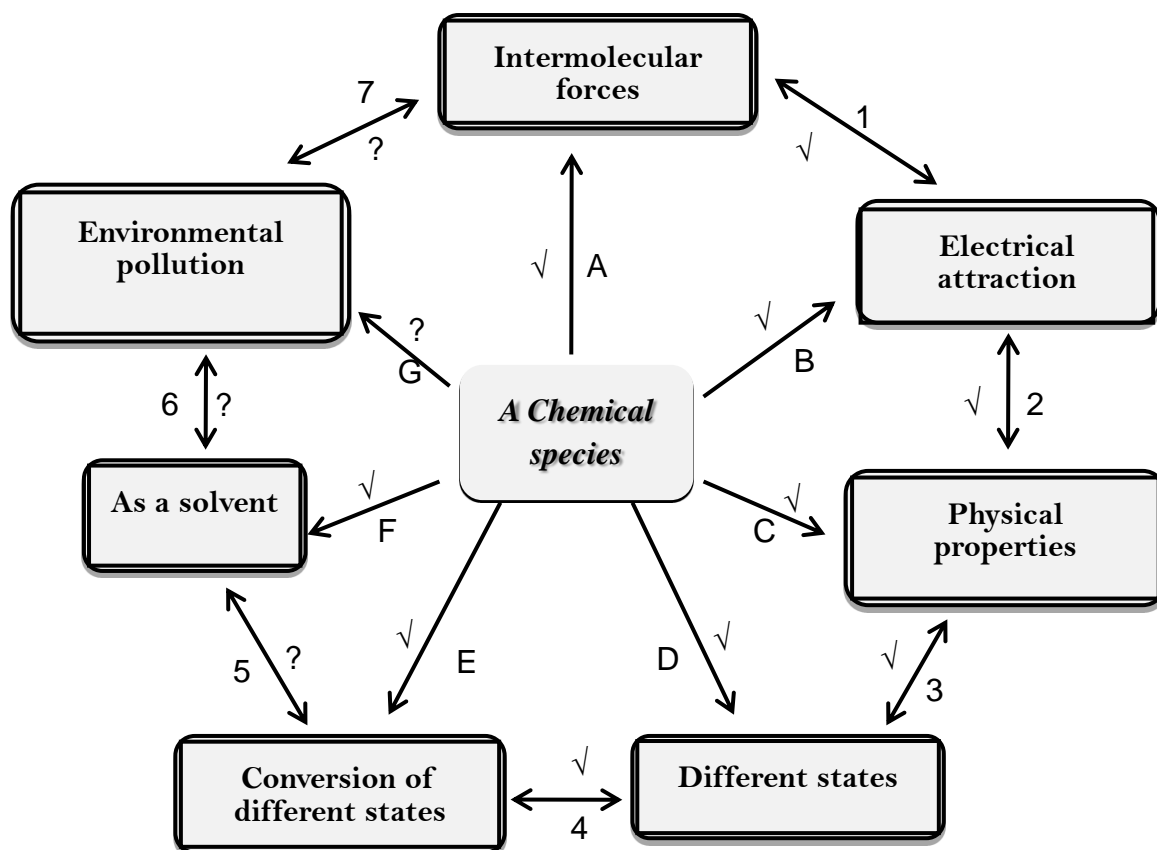 Intermolecular
forces
7
?
1
√
Environmental
pollution
Electrical
attraction
√
A
√
B
?
G
A Chemical
species
6
?
√
2
As a solvent
√
F
√
C
Physical
properties
√
E
√
D
√
3
5
?
Conversion of
different states
√
4
Different states